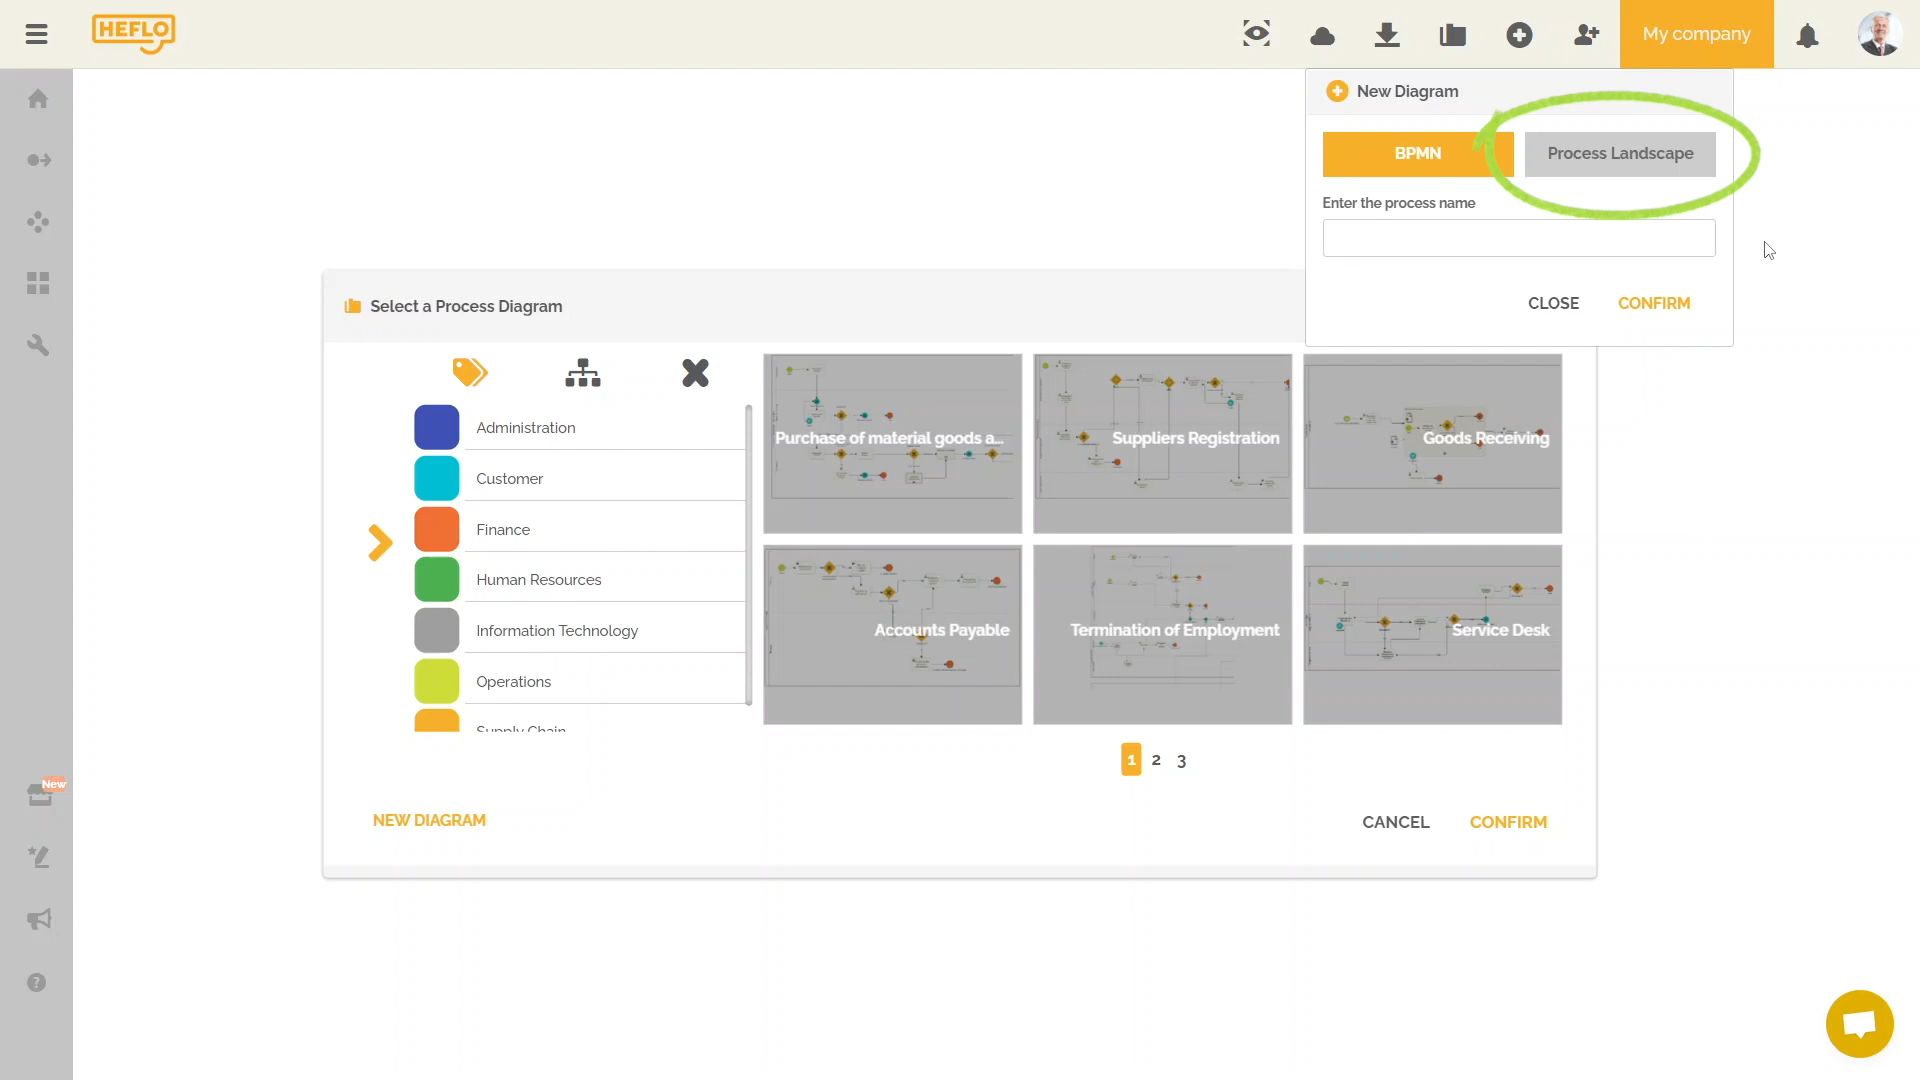 HEFLO
My company
New Diagram
BPMN
Process Landscape
Enter the process name
CLOSE
CONFIRM
Select a Process Diagram
Administration
Customer
Finance
Human Resources
Information Technology
Operations
Supply Chain
Purchase of material goods a...
Suppliers Registration
Goods Receiving
Accounts Payable
Termination of Employment
Service Desk
1 2 3
NEW DIAGRAM
CANCEL
CONFIRM
New